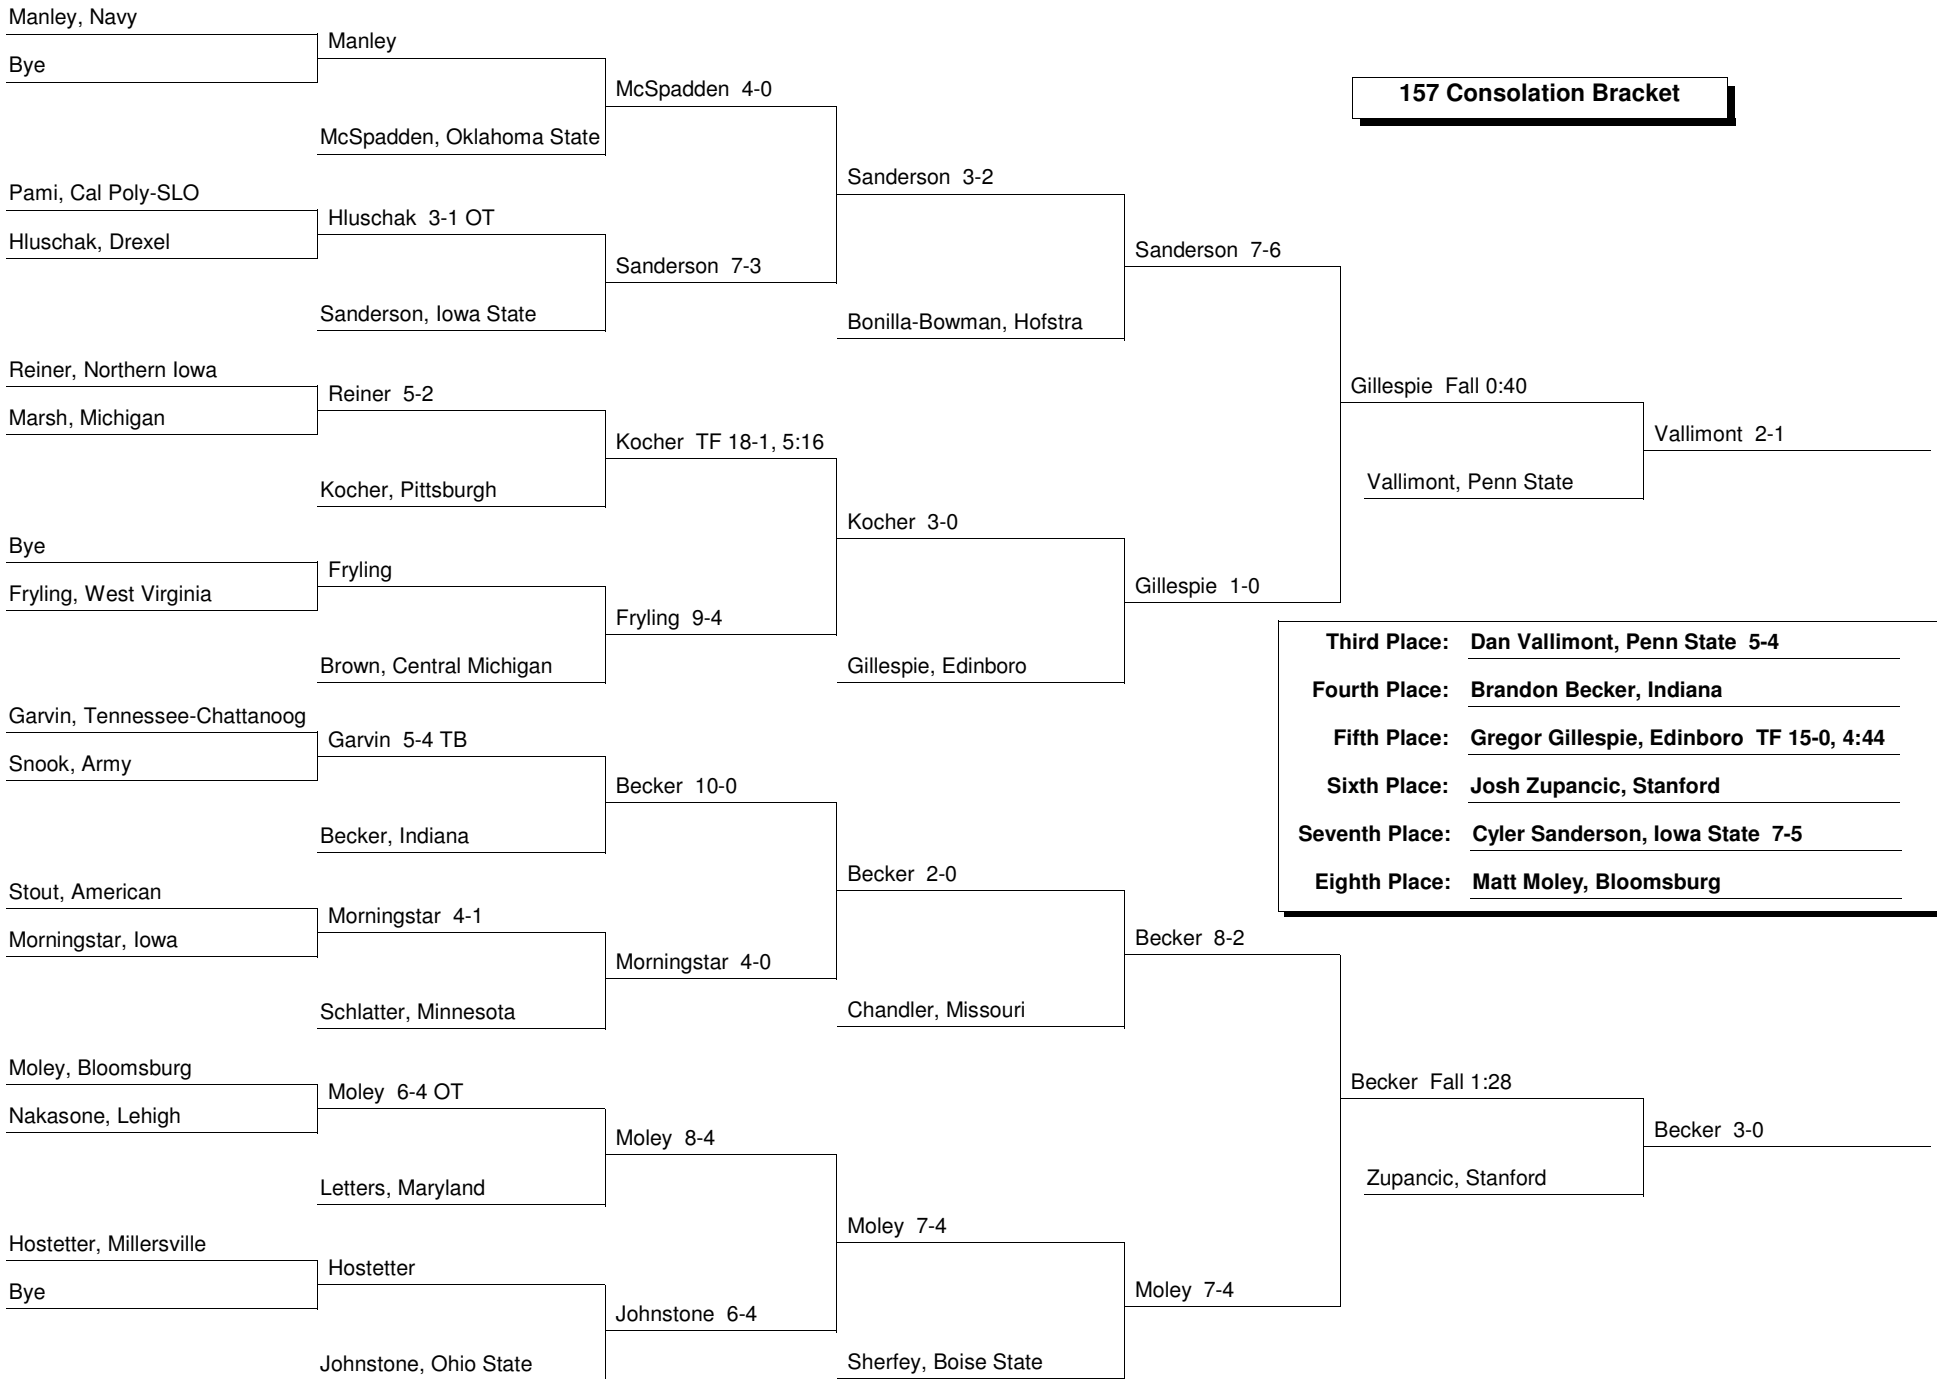 Manley, Navy
Bye
Manley
McSpadden, Oklahoma State
McSpadden 4-0
157 Consolation Bracket
Pami, Cal Poly-SLO
Hluschak, Drexel
Hluschak 3-1 OT
Sanderson, Iowa State
Sanderson 7-3
Sanderson 3-2
Bonilla-Bowman, Hofstra
Sanderson 7-6
Reiner, Northern Iowa
Marsh, Michigan
Reiner 5-2
Kocher, Pittsburgh
Kocher TF 18-1, 5:16
Bye
Fryling, West Virginia
Fryling
Brown, Central Michigan
Fryling 9-4
Kocher 3-0
Gillespie, Edinboro
Gillespie 1-0
Gillespie Fall 0:40
Vallimont, Penn State
Vallimont 2-1
Third Place: Dan Vallimont, Penn State 5-4
Fourth Place: Brandon Becker, Indiana
Fifth Place: Gregor Gillespie, Edinboro TF 15-0, 4:44
Sixth Place: Josh Zupancic, Stanford
Seventh Place: Cyler Sanderson, Iowa State 7-5
Eighth Place: Matt Moley, Bloomsburg
Garvin, Tennessee-Chattanoog
Snook, Army
Garvin 5-4 TB
Becker, Indiana
Becker 10-0
Stout, American
Morningstar, Iowa
Morningstar 4-1
Schlatter, Minnesota
Morningstar 4-0
Becker 2-0
Chandler, Missouri
Becker 8-2
Moley, Bloomsburg
Nakasone, Lehigh
Moley 6-4 OT
Letters, Maryland
Moley 8-4
Hostetter, Millersville
Bye
Hostetter
Johnstone, Ohio State
Johnstone 6-4
Moley 7-4
Sherfey, Boise State
Moley 7-4
Becker Fall 1:28
Zupancic, Stanford
Becker 3-0